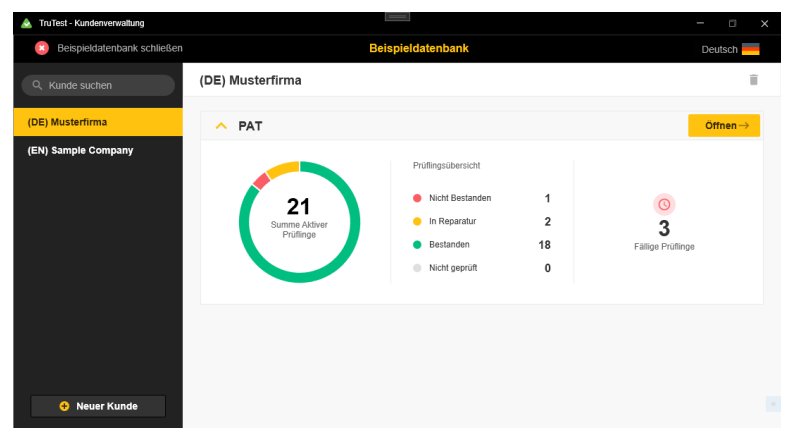 TruTest - Kundenverwaltung
Beispieldatenbank schließen
Beispieldatenbank
Deutsch
Kunde suchen
(DE) Musterfirma
(EN) Sample Company
Neuer Kunde
(DE) Musterfirma
PAT
Öffnen
21
Summe Aktiver
Prüflinge
Prüflingsübersicht
Nicht Bestanden 1
In Reparatur 2
Bestanden 18
Nicht geprüft 0
3
Fällige Prüflinge